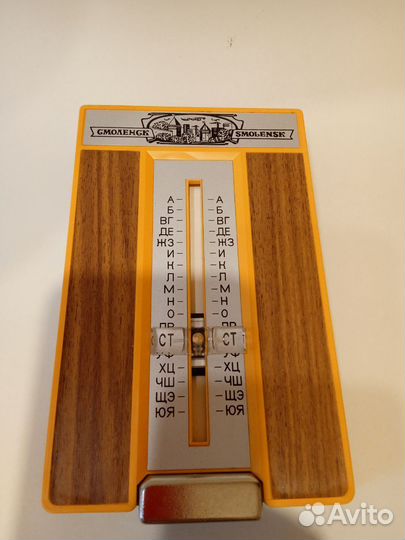 СМОЛЕНСК SMOLENSK
А А
Б Б
ВГ ВГ
ДЕ ДЕ
ЖЗ ЖЗ
И И
К К
Л Л
М М
Н Н
О О
ПР ПР
СТ СТ
УФ УФ
ХЦ ХЦ
ЧШ ЧШ
ЩЭ ЩЭ
ЮЯ ЮЯ
Avito